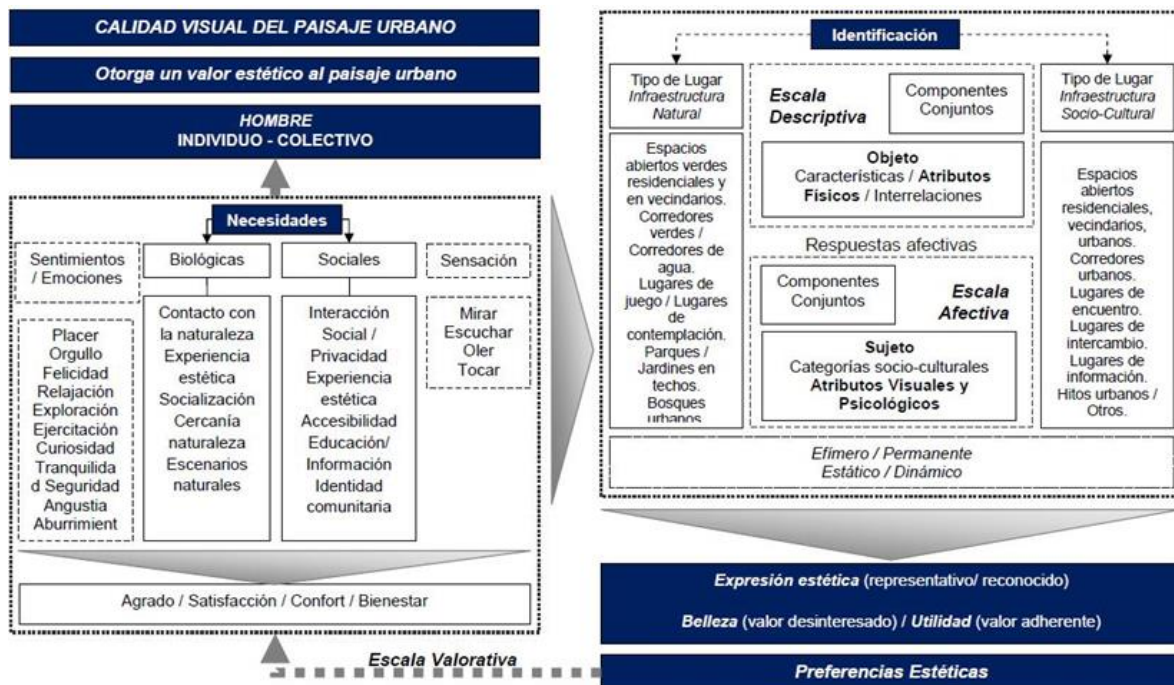 CALIDAD VISUAL DEL PAISAJE URBANO
Otorga un valor estético al paisaje urbano
HOMBRE
INDIVIDUO - COLECTIVO
Necesidades
Sentimientos
/ Emociones
Biológicas
Sociales
Sensación
Placer
Orgullo
Felicidad
Relajación
Exploración
Ejercitación
Curiosidad
Tranquilida
d Seguridad
Angustia
Aburrimient
Contacto con
la naturaleza
Experiencia
estética
Socialización
Cercanía
naturaleza
Escenarios
naturales
Interacción
Social /
Privacidad
Experiencia
estética
Accesibilidad
Educación/
Información
Identidad
comunitaria
Mirar
Escuchar
Oler
Tocar
Agrado / Satisfacción / Confort / Bienestar
Escala Valorativa
Identificación
Tipo de Lugar
Infraestructura
Natural
Espacios
abiertos verdes
residenciales y
en vecindarios.
Corredores
verdes /
Corredores de
agua.
Lugares de
juego / Lugares
de
contemplación.
Parques /
Jardines en
techos.
Bosques
urbanos
Escala
Descriptiva
Componentes
Conjuntos
Objeto
Características / Atributos
Físicos / Interrelaciones
Respuestas afectivas
Componentes
Conjuntos
Escala
Afectiva
Sujeto
Categorías socio-culturales
Atributos Visuales y
Psicológicos
Tipo de Lugar
Infraestructura
Socio-Cultural
Espacios
abiertos
residenciales,
vecindarios,
urbanos.
Corredores
urbanos.
Lugares de
encuentro.
Lugares de
intercambio.
Lugares de
información.
Hitos urbanos /
Otros.
Efímero / Permanente
Estático / Dinámico
Expresión estética (representativo/ reconocido)
Belleza (valor desinteresado) / Utilidad (valor adherente)
Preferencias Estéticas